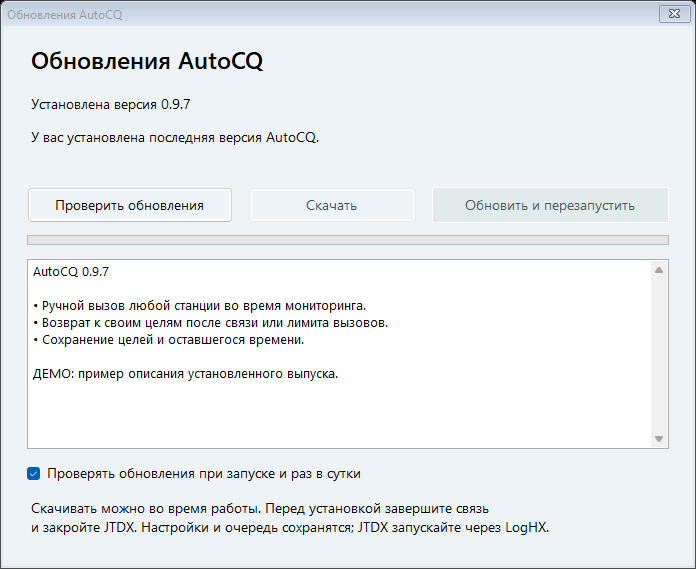 Обновления AutoCQ
Обновления AutoCQ
Установлена версия 0.9.7
У вас установлена последняя версия AutoCQ.
Проверить обновления
Скачать
Обновить и перезапустить
AutoCQ 0.9.7
• Ручной вызов любой станции во время мониторинга.
• Возврат к своим целям после связи или лимита вызовов.
• Сохранение целей и оставшегося времени.
ДЕМО: пример описания установленного выпуска.
Проверять обновления при запуске и раз в сутки
Скачивать можно во время работы. Перед установкой завершите связь
и закройте JTDX. Настройки и очередь сохранятся; JTDX запускайте через LogHX.